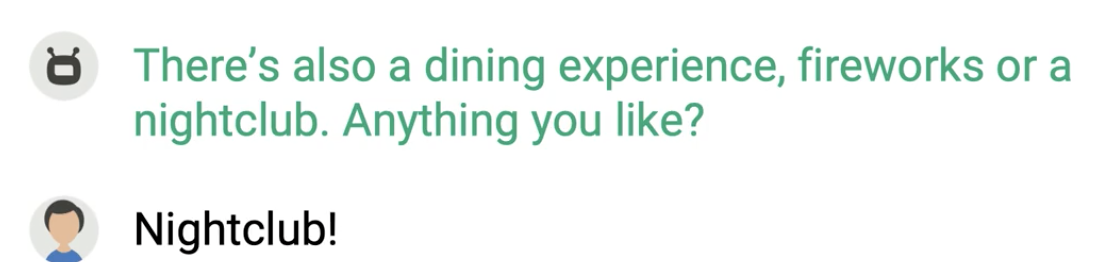 There’s also a dining experience, fireworks or a
nightclub. Anything you like?
Nightclub!